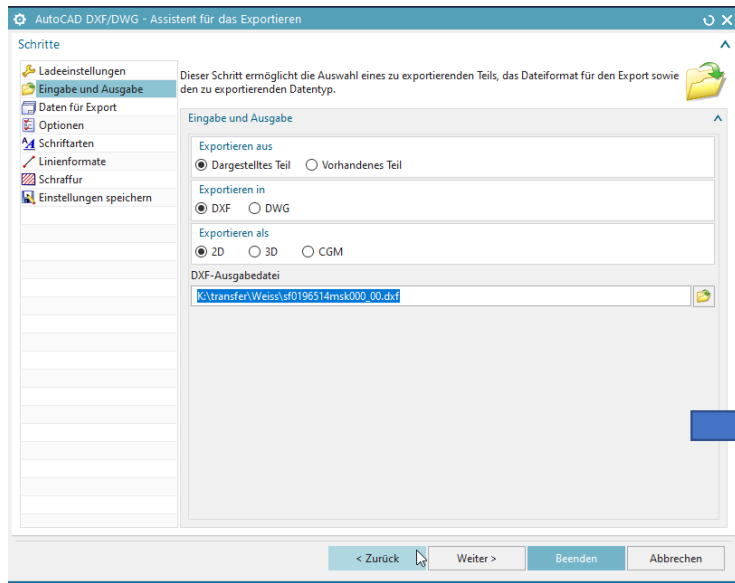 AutoCAD DXF/DWG - Assistent für das Exportieren
Schritte
Ladeeinstellungen
Eingabe und Ausgabe
Daten für Export
Optionen
Schriftarten
Linienformate
Schraffur
Einstellungen speichern
Dieser Schritt ermöglicht die Auswahl eines zu exportierenden Teils, das Dateiformat für den Export sowie
den zu exportierenden Datentyp.
Eingabe und Ausgabe
Exportieren aus
Dargestelltes Teil Vorhandenes Teil
Exportieren in
DXF DWG
Exportieren als
2D 3D CGM
DXF-Ausgabedatei
K:\transfer\Weiss\sf0196514msk000_00.dxf
< Zurück Weiter > Beenden Abbrechen